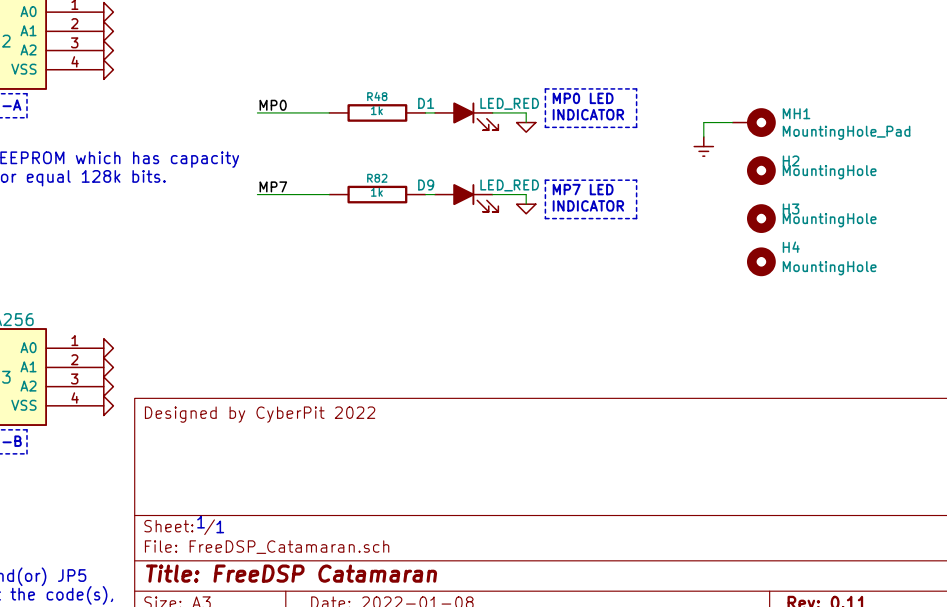 A0 1
A1 2
2 A2 3
VSS 4
-A
EEPROM which has capacity
or equal 128k bits.
MP0 R48 1k D1 LED_RED
MP0 LED
INDICATOR
MP7 R82 1k D9 LED_RED
MP7 LED
INDICATOR
MH1
MountingHole_Pad
H2
MountingHole
H3
MountingHole
H4
MountingHole
A256
A0 1
A1 2
3 A2 3
VSS 4
-B
nd(or) JP5
t the code(s),
Designed by CyberPit 2022
Sheet:1/1
File: FreeDSP_Catamaran.sch
Title: FreeDSP Catamaran
Size: A3 Date: 2022-01-08 Rev: 0.11